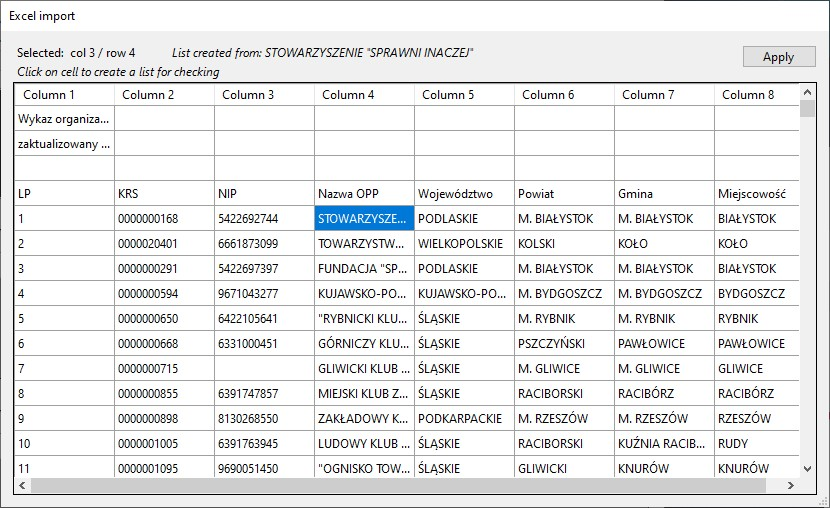 Excel import
Selected: col 3 / row 4 List created from: STOWARZYSZENIE "SPRAWNI INACZEJ" Apply
Click on cell to create a list for checking
Column 1 Column 2 Column 3 Column 4 Column 5 Column 6 Column 7 Column 8
Wykaz organiza...
zaktualizowany ...
LP KRS NIP Nazwa OPP Województwo Powiat Gmina Miejscowość
1 0000000168 5422692744 STOWARZYSZE... PODLASKIE M. BIAŁYSTOK M. BIAŁYSTOK BIAŁYSTOK
2 0000020401 6661873099 TOWARZYSTW... WIELKOPOLSKIE KOLSKI KOŁO KOŁO
3 0000000291 5422697397 FUNDACJA "SP... PODLASKIE M. BIAŁYSTOK M. BIAŁYSTOK BIAŁYSTOK
4 0000000594 9671043277 KUJAWSKO-PO... KUJAWSKO-PO... M. BYDGOSZCZ M. BYDGOSZCZ BYDGOSZCZ
5 0000000650 6422105641 "RYBNICKI KLU... ŚLĄSKIE M. RYBNIK M. RYBNIK RYBNIK
6 0000000668 6331000451 GÓRNICZY KLU... ŚLĄSKIE PSZCZYŃSKI PAWŁOWICE PAWŁOWICE
7 0000000715 GLIWICKI KLUB ... ŚLĄSKIE M. GLIWICE M. GLIWICE GLIWICE
8 0000000855 6391747857 MIEJSKI KLUB Z... ŚLĄSKIE RACIBORSKI RACIBÓRZ RACIBÓRZ
9 0000000898 8130268550 ZAKŁADOWY K... PODKARPACKIE M. RZESZÓW M. RZESZÓW RZESZÓW
10 0000001005 6391763945 LUDOWY KLUB ... ŚLĄSKIE RACIBORSKI KUŹNIA RACIB... RUDY
11 0000001095 9690051450 "OGNISKO TOW... ŚLĄSKIE GLIWICKI KNURÓW KNURÓW